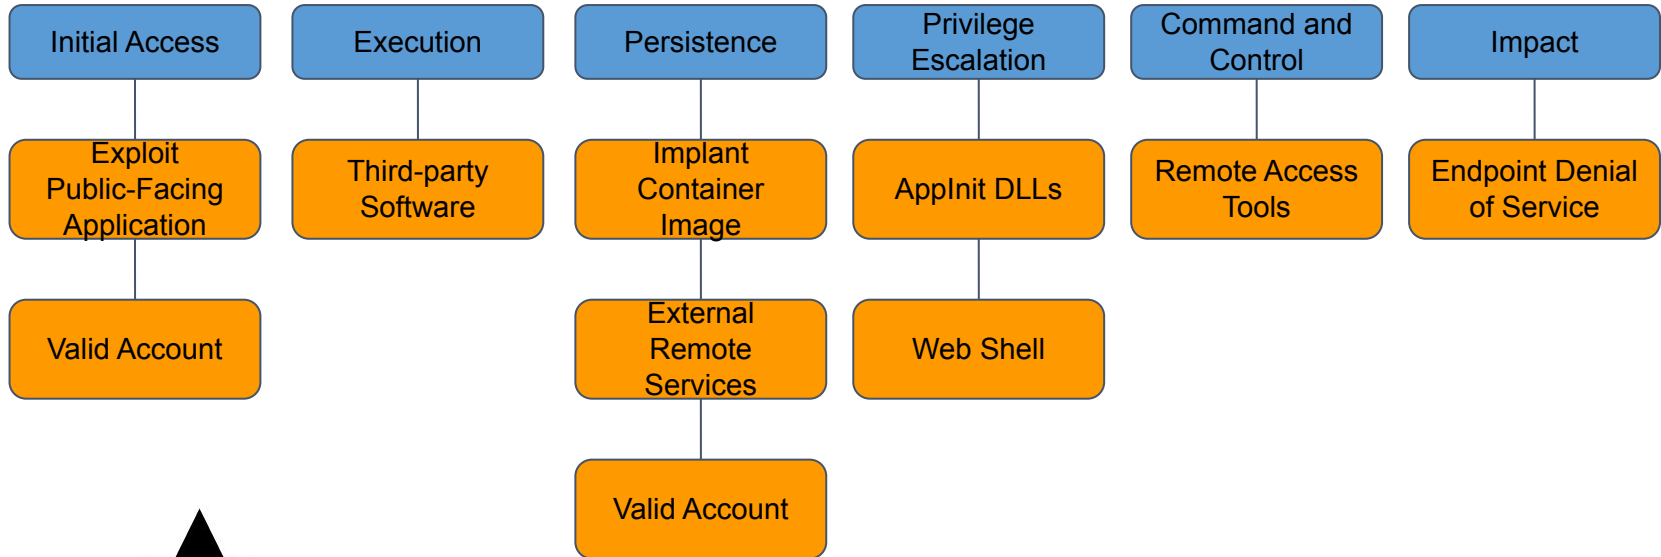 Initial Access
Execution
Persistence
Privilege
Escalation
Command and
Control
Impact
Exploit
Public-Facing
Application
Third-party
Software
Implant
Container
Image
AppInit DLLs
Remote Access
Tools
Endpoint Denial
of Service
Valid Account
External
Remote
Services
Web Shell
Valid Account